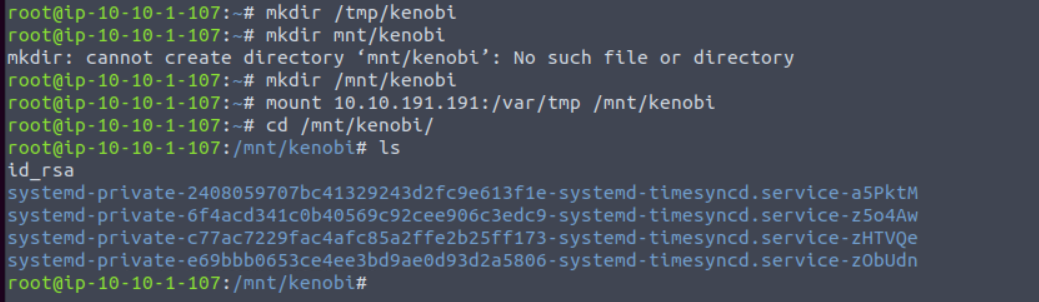 root@ip-10-10-1-107:~# mkdir /tmp/kenobi
root@ip-10-10-1-107:~# mkdir mnt/kenobi
mkdir: cannot create directory ‘mnt/kenobi’: No such file or directory
root@ip-10-10-1-107:~# mkdir /mnt/kenobi
root@ip-10-10-1-107:~# mount 10.10.191.191:/var/tmp /mnt/kenobi
root@ip-10-10-1-107:~# cd /mnt/kenobi/
root@ip-10-10-1-107:/mnt/kenobi# ls
id_rsa
systemd-private-2408059707bc41329243d2fc9e613f1e-systemd-timesyncd.service-a5PktM
systemd-private-6f4acd341c0b40569c92cee906c3edc9-systemd-timesyncd.service-z5o4Aw
systemd-private-c77ac7229fac4afc85a2ffe2b25ff173-systemd-timesyncd.service-zHTVQe
systemd-private-e69bbb0653ce4ee3bd9ae0d93d2a5806-systemd-timesyncd.service-zObUdn
root@ip-10-10-1-107:/mnt/kenobi#